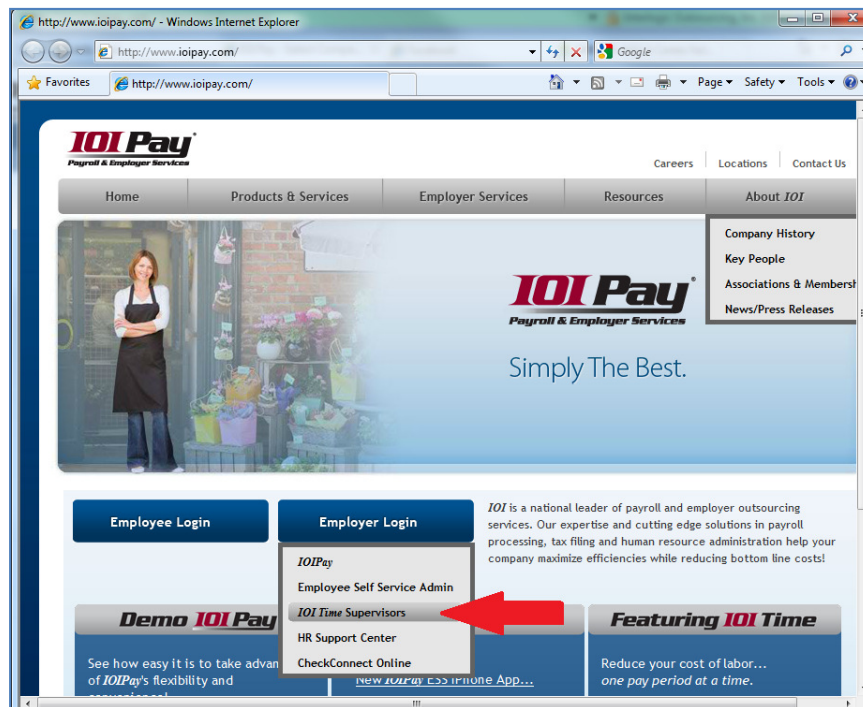 http://www.ioipay.com/ - Windows Internet Explorer
http://www.ioipay.com/
Google
Favorites
http://www.ioipay.com/
Page
Safety
Tools
IOI Pay
Payroll & Employer Services
Careers
Locations
Contact Us
Home
Products & Services
Employer Services
Resources
About IOI
Company History
Key People
Associations & Membersh
News/Press Releases
IOI Pay
Payroll & Employer Services
Simply The Best.
Employee Login
Employer Login
IOI is a national leader of payroll and employer outsourcing
services. Our expertise and cutting edge solutions in payroll
processing, tax filing and human resource administration help your
company maximize efficiencies while reducing bottom line costs!
IOIPay
Employee Self Service Admin
IOI Time Supervisors
HR Support Center
CheckConnect Online
Demo IOI Pay
See how easy it is to take advan
of IOIPay's flexibility and
New IOIPay ESS iPhone App...
Featuring IOI Time
Reduce your cost of labor...
one pay period at a time.